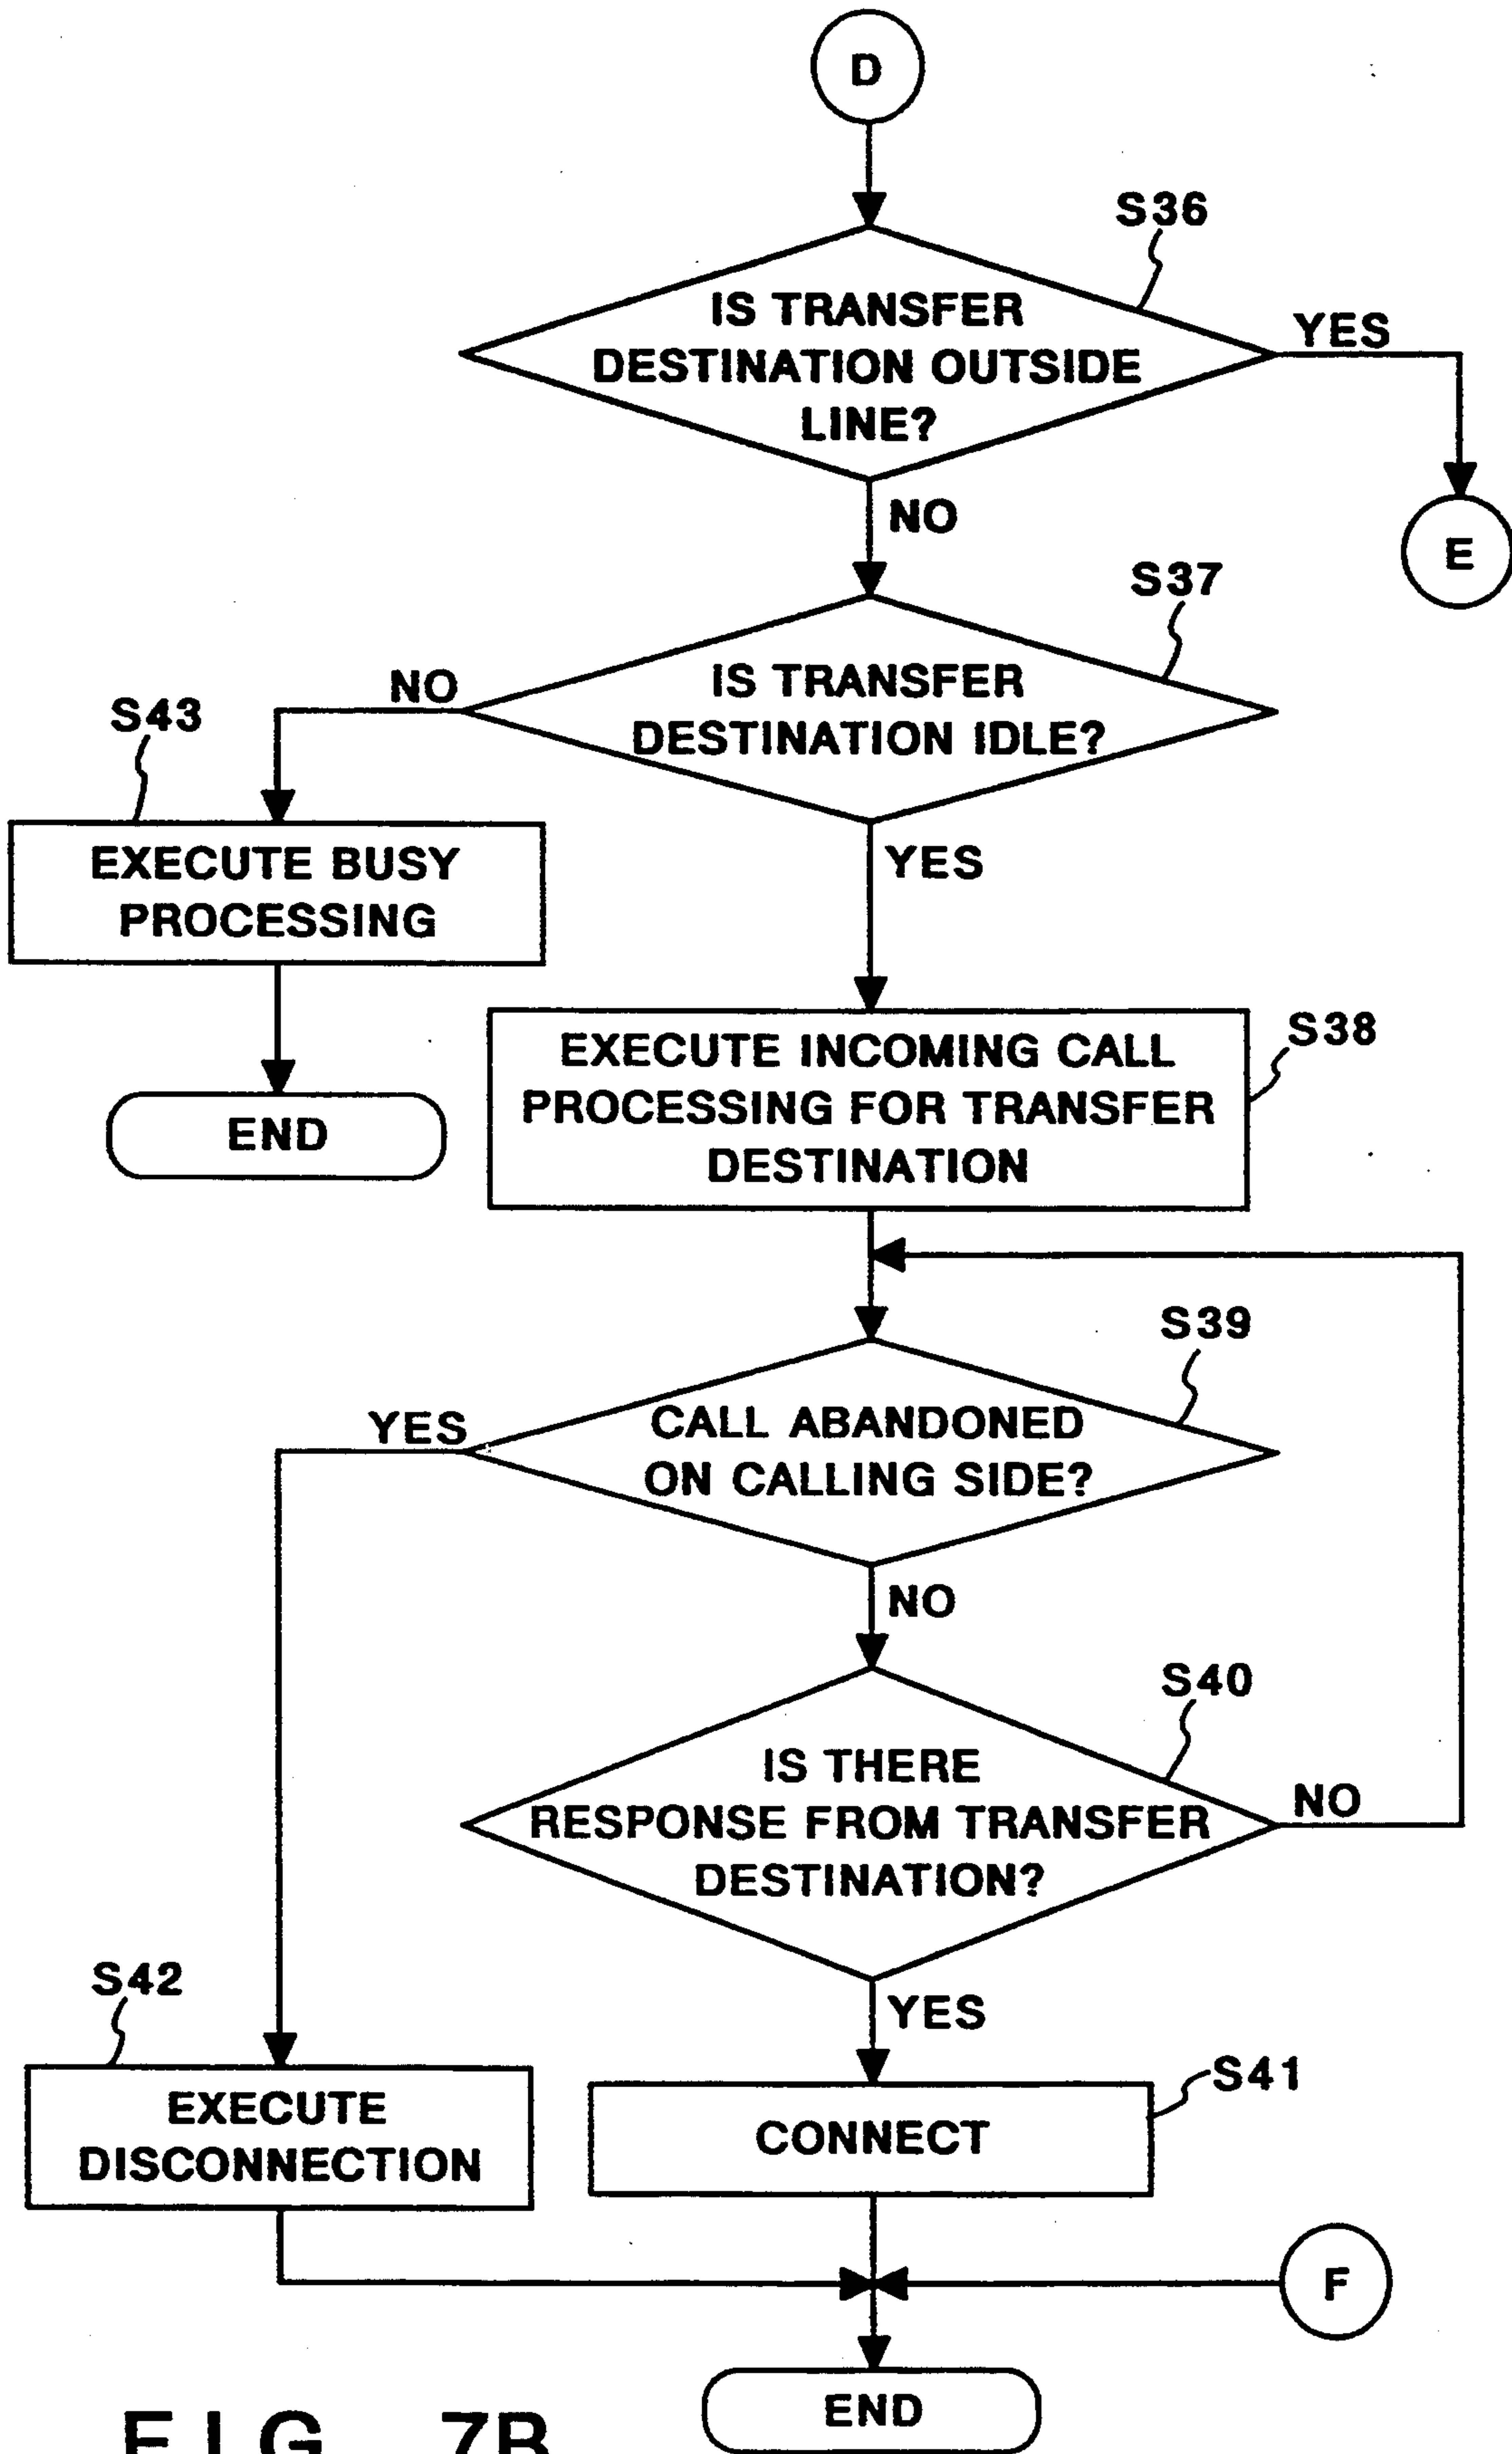 D
S36
IS TRANSFER
DESTINATION OUTSIDE
LINE?
YES
NO
E
S37
IS TRANSFER
DESTINATION IDLE?
NO
S43
EXECUTE BUSY
PROCESSING
YES
END
S38
EXECUTE INCOMING CALL
PROCESSING FOR TRANSFER
DESTINATION
S39
CALL ABANDONED
ON CALLING SIDE?
YES
NO
S40
IS THERE
RESPONSE FROM TRANSFER
DESTINATION?
NO
YES
S42
EXECUTE
DISCONNECTION
S41
CONNECT
F
END
FIG. 7B